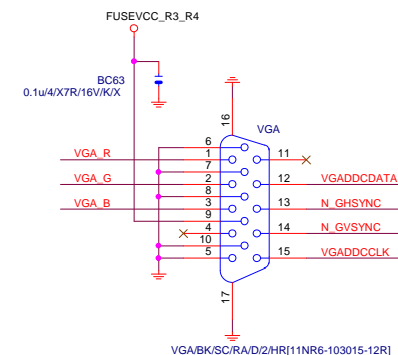 FUSEVCC_R3_R4
BC63
0.1u/4/X7R/16V/K/X
16
VGA
6
VGA_R 1 11
7
VGA_G 2 12 VGADDCDATA
8
VGA_B 3 13 N_GHSYNC
9
4 14 N_GVSYNC
10
5 15 VGADDCCLK
17
VGA/BK/SC/RA/D/2/HR[11NR6-103015-12R]